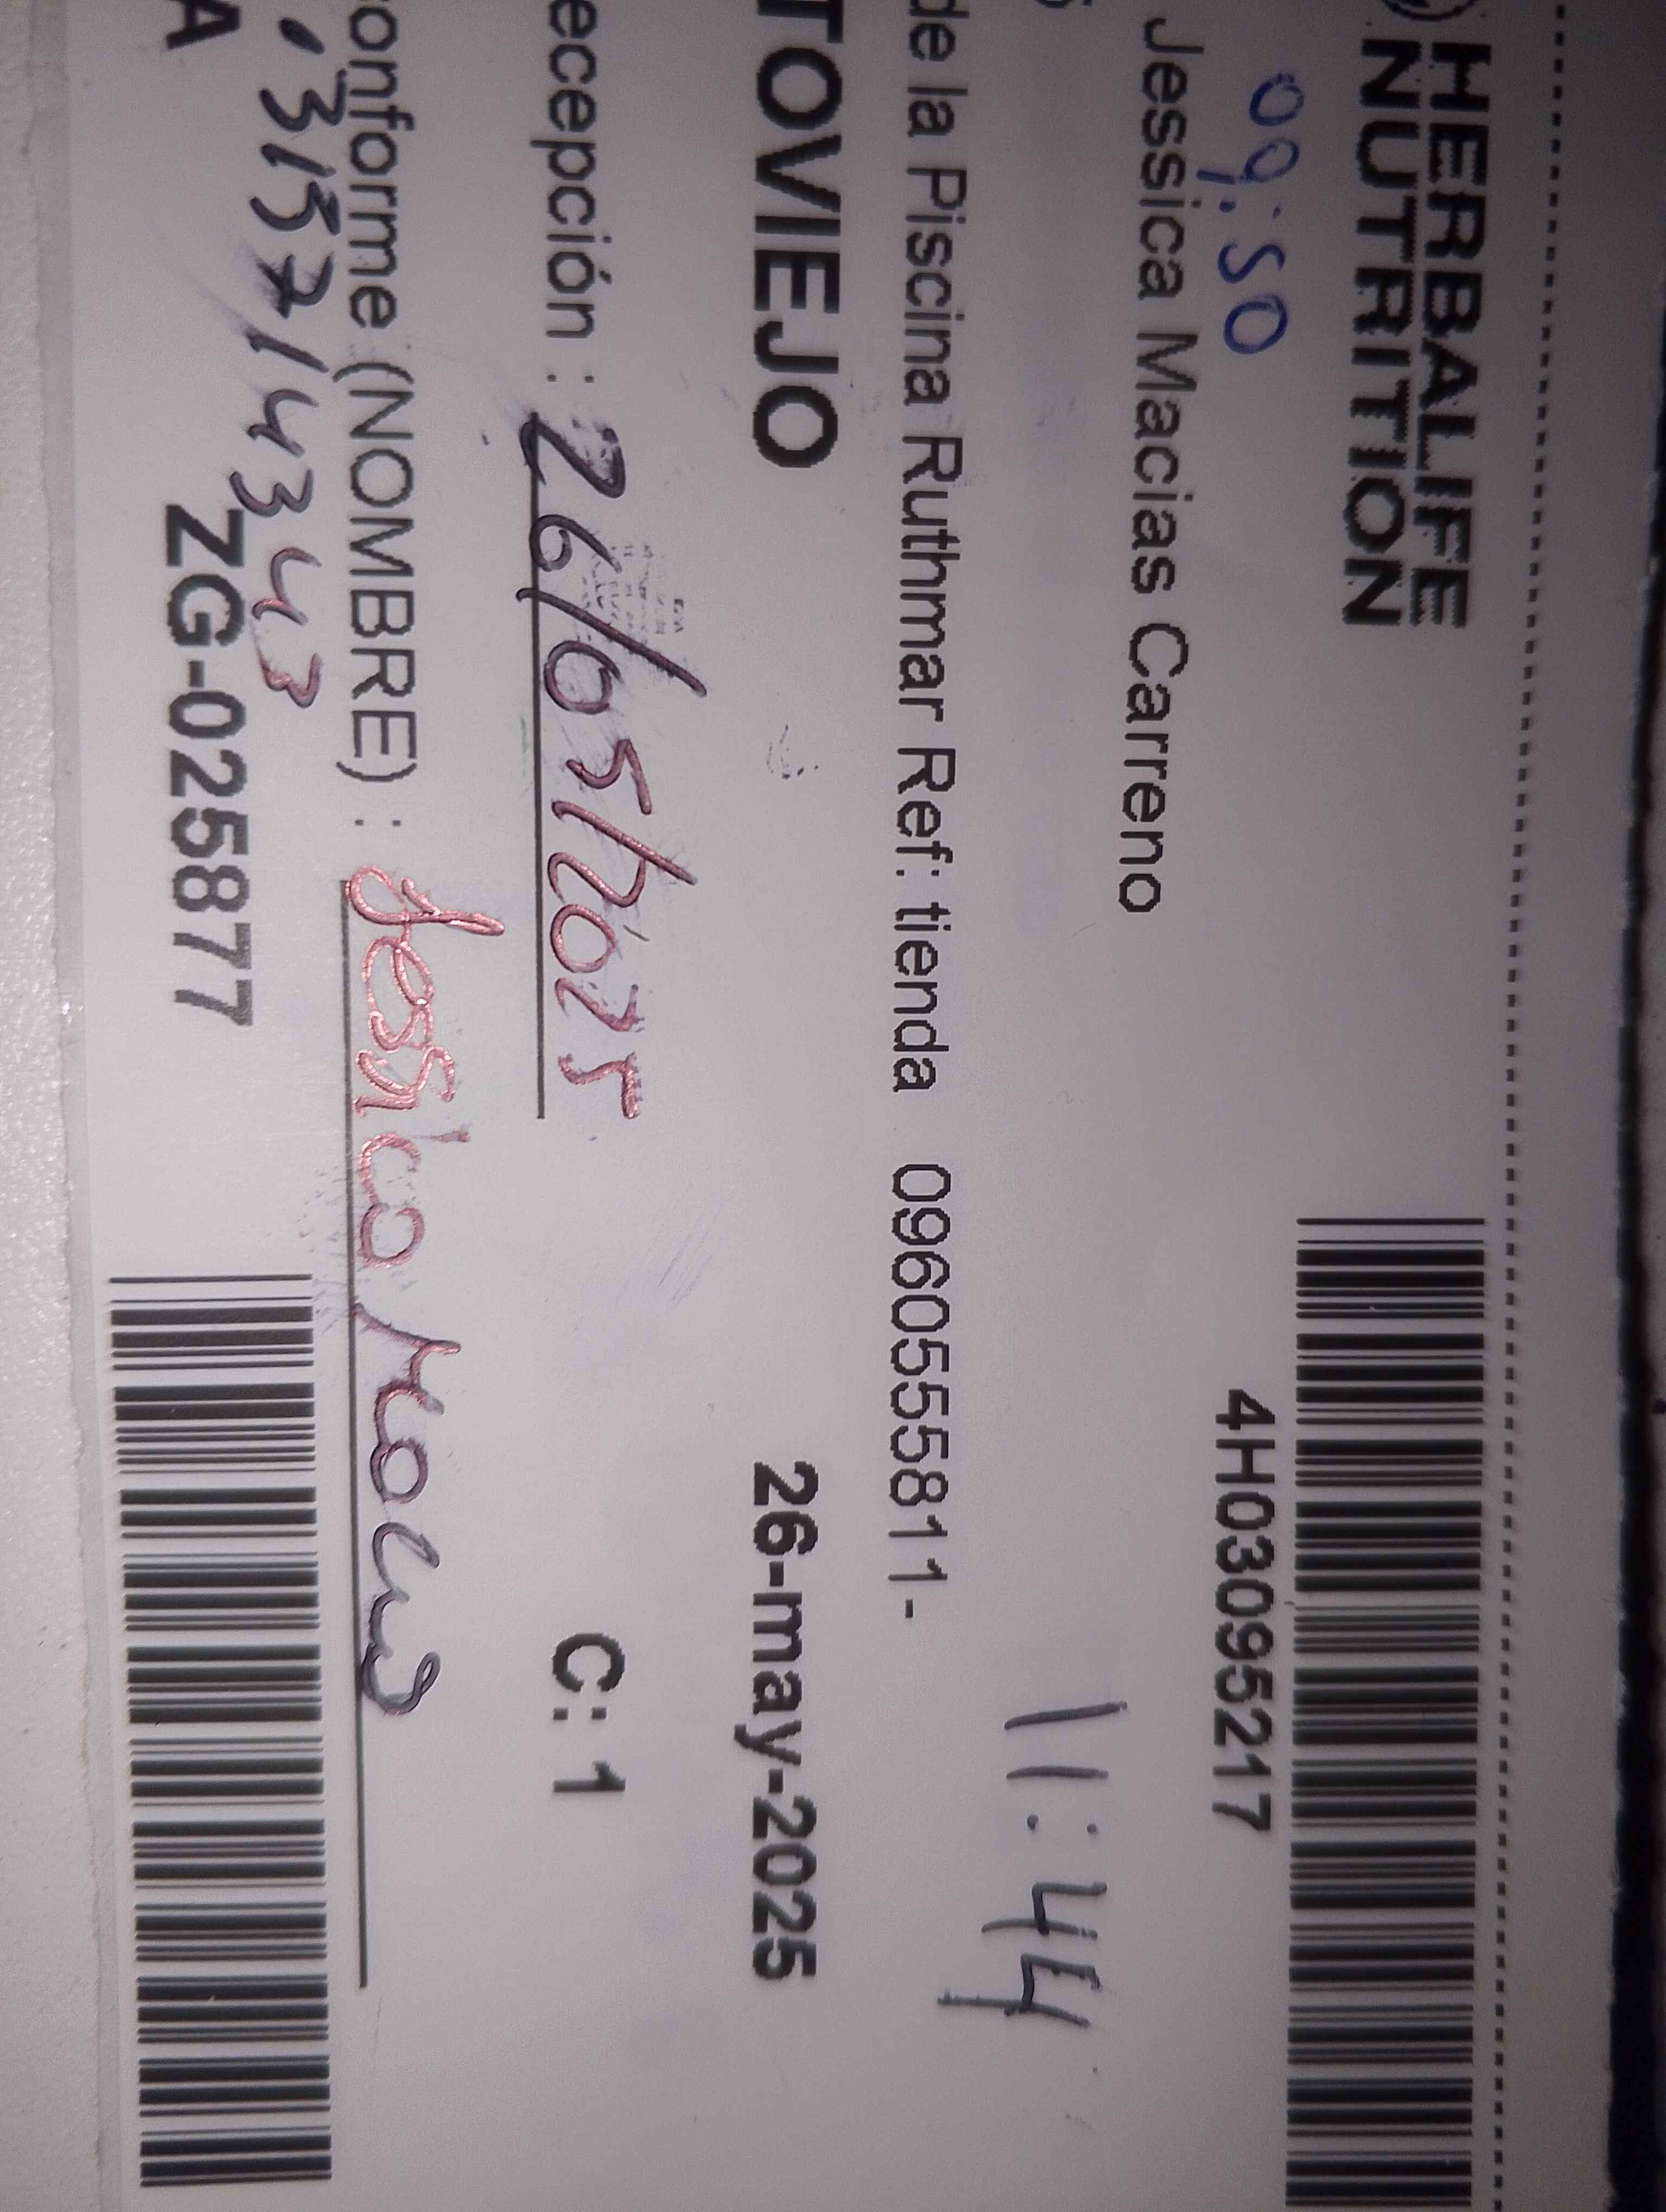 HERBALIFE
NUTRITION
09:50
4H03095217
Jessica Macias Carreno
11:44
de la Piscina Ruthmar Ref: tienda 0960555811-
TOVIEJO 26-may-2025
ecepción : 26/05/2025 C: 1
onforme (NOMBRE) : Jessica Macias
1314343
A ZG-025877